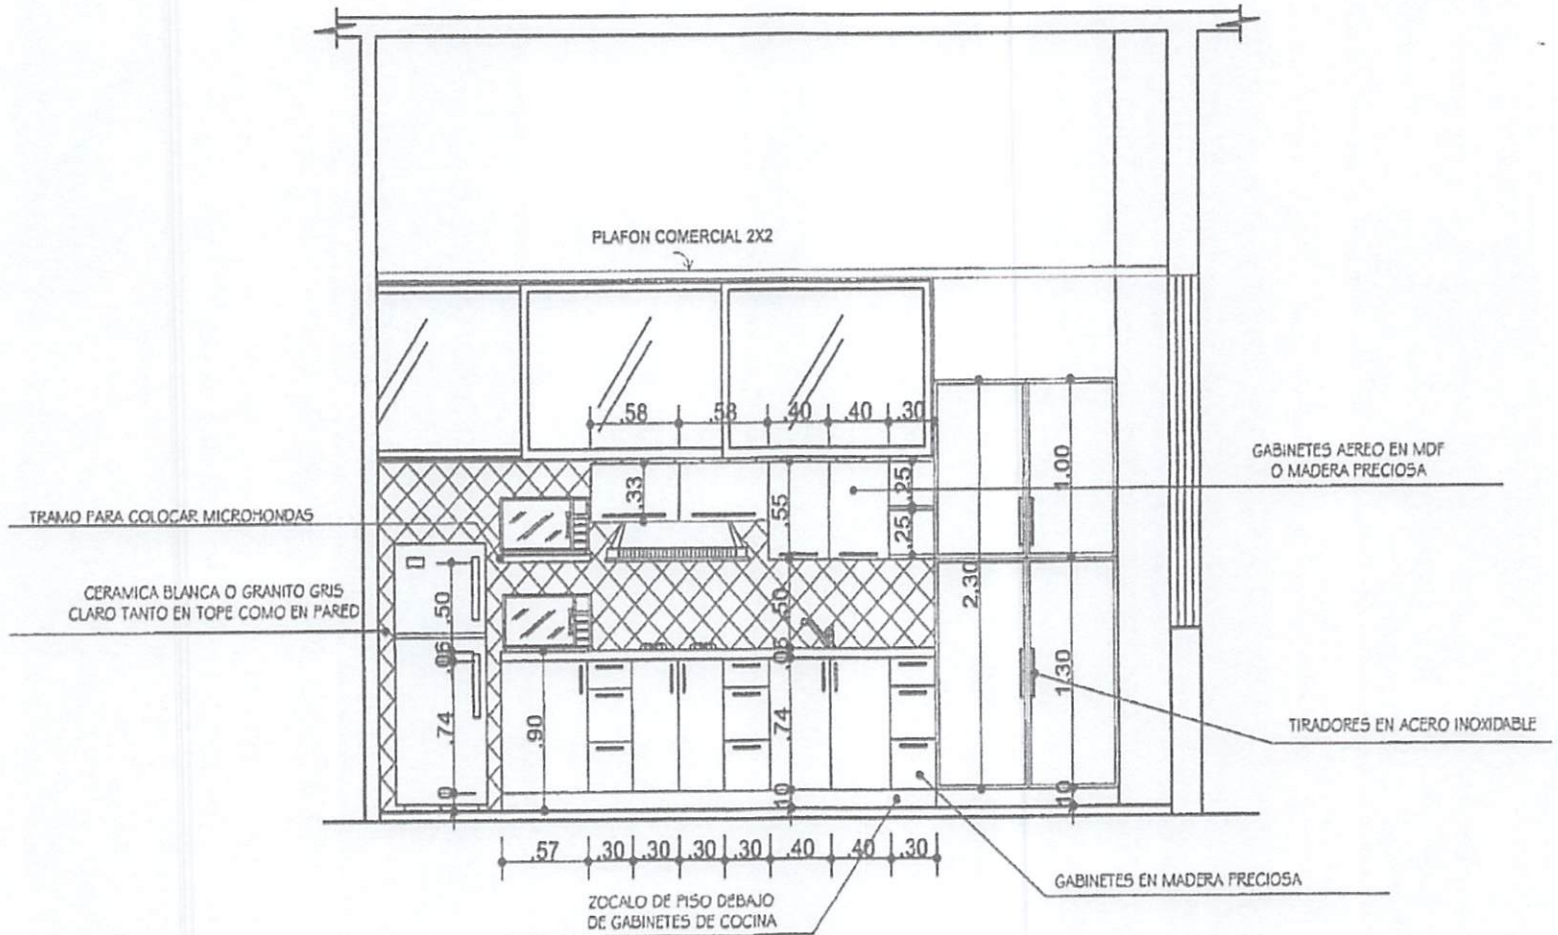 PLAFON COMERCIAL 2X2
.58 .58 .40 .40 .30
GABINETES AEREO EN MDF
O MADERA PRECIOSA
TRAMO PARA COLOCAR MICROHONDAS
CERAMICA BLANCA O GRANITO GRIS
CLARO TANTO EN TOPE COMO EN PARED
.33
.55
.25
.25
1.00
2.30
1.30
10
.50
.06
.74
10
.90
.50
.06
.74
10
TIRADORES EN ACERO INOXIDABLE
.57 .30 .30 .30 .30 .40 .40 .30
GABINETES EN MADERA PRECIOSA
ZOCALO DE PISO DEBAJO
DE GABINETES DE COCINA